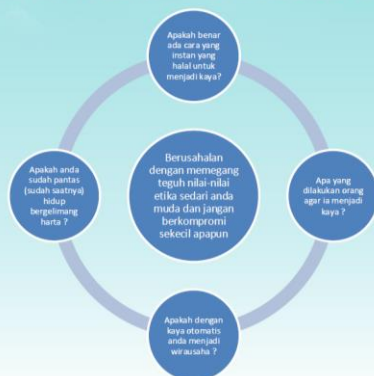 Apakah benar
ada cara yang
instan yang
halal untuk
menjadi kaya?
Apakah anda
sudah pantas
(sudah saatnya)
hidup
bergelimang
harta ?
Berusahalan
dengan memegang
teguh nilai-nilai
etika sedari anda
muda dan jangan
berkompromi
sekecil apapun
Apa yang
dilakukan orang
agar ia menjadi
kaya ?
Apakah dengan
kaya otomatis
anda menjadi
wirausaha ?